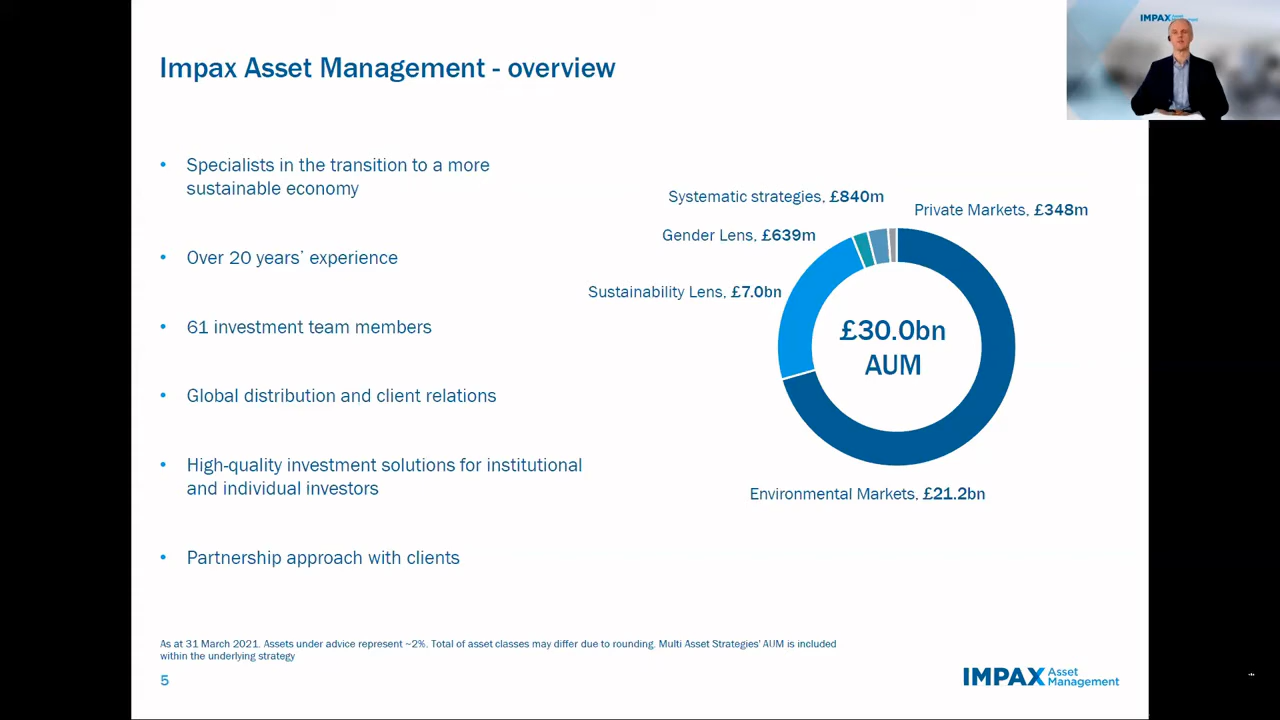 Impax Asset Management - overview
IMPAX Asset
Management
• Specialists in the transition to a more
sustainable economy
• Over 20 years' experience
• 61 investment team members
• Global distribution and client relations
• High-quality investment solutions for institutional
and individual investors
• Partnership approach with clients
Systematic strategies, £840m
Private Markets, £348m
Gender Lens, £639m
Sustainability Lens, £7.0bn
£30.0bn
AUM
Environmental Markets, £21.2bn
As at 31 March 2021. Assets under advice represent ~2%. Total of asset classes may differ due to rounding. Multi Asset Strategies' AUM is included
within the underlying strategy
5
IMPAX Asset
Management